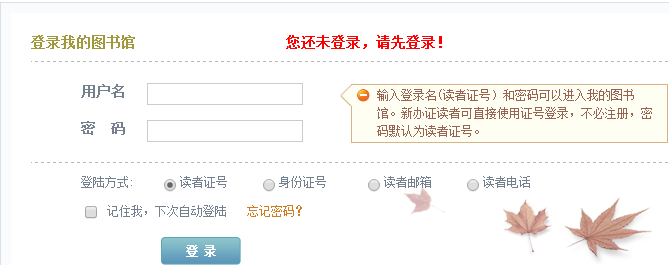 登录我的图书馆 您还未登录，请先登录！
用户名
输入登录名(读者证号）和密码可以进入我的图书
馆。新办证读者可直接使用证号登录，不必注册，密
码默认为读者证号。
密 码
登陆方式: 读者证号 身份证号 读者邮箱 读者电话
记住我，下次自动登陆 忘记密码？
登 录